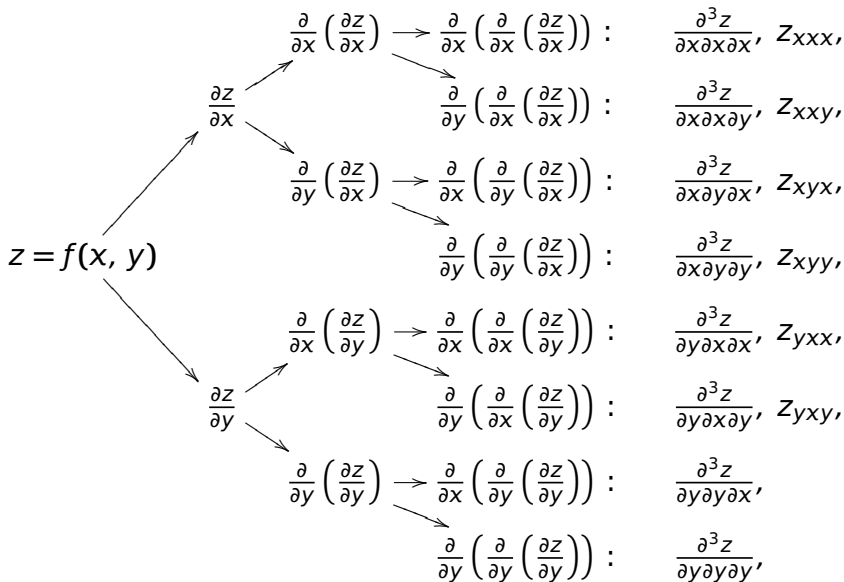 ∂/∂x (∂z/∂x) → ∂/∂x (∂/∂x (∂z/∂x)) : ∂³z/∂x∂x∂x, z_xxx,
∂z/∂x ∂/∂y (∂/∂x (∂z/∂x)) : ∂³z/∂x∂x∂y, z_xxy,
∂/∂y (∂z/∂x) → ∂/∂x (∂/∂y (∂z/∂x)) : ∂³z/∂x∂y∂x, z_xyx,
z = f(x, y) ∂/∂y (∂/∂y (∂z/∂x)) : ∂³z/∂x∂y∂y, z_xyy,
∂/∂x (∂z/∂y) → ∂/∂x (∂/∂x (∂z/∂y)) : ∂³z/∂y∂x∂x, z_yxx,
∂z/∂y ∂/∂y (∂/∂x (∂z/∂y)) : ∂³z/∂y∂x∂y, z_yxy,
∂/∂y (∂z/∂y) → ∂/∂x (∂/∂y (∂z/∂y)) : ∂³z/∂y∂y∂x,
∂/∂y (∂/∂y (∂z/∂y)) : ∂³z/∂y∂y∂y,